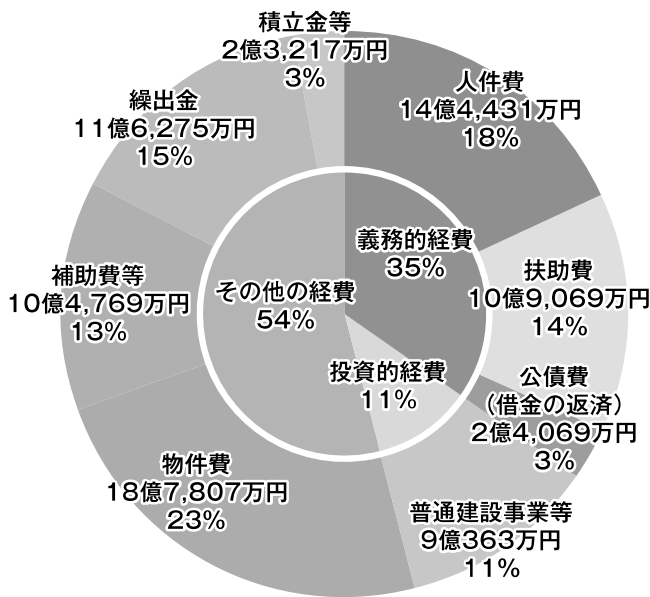 積立金等
2億3,217万円
3%
人件費
14億4,431万円
18%
繰出金
11億6,275万円
15%
義務的経費
35%
扶助費
10億9,069万円
14%
補助費等
10億4,769万円
13%
その他の経費
54%
投資的経費
11%
公債費
（借金の返済）
2億4,069万円
3%
物件費
18億7,807万円
23%
普通建設事業等
9億363万円
11%